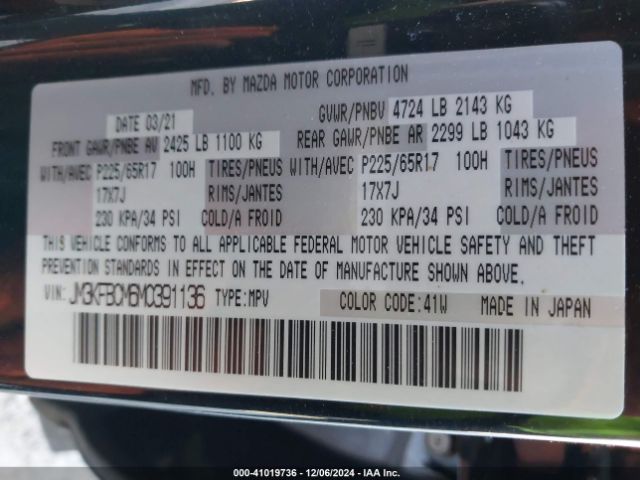 MFD. BY MAZDA MOTOR CORPORATION
DATE 03/21 GVWR/PNBV 4724 LB 2143 KG
FRONT GAWR/PNBE AV 2425 LB 1100 KG REAR GAWR/PNBE AR 2299 LB 1043 KG
WITH/AVEC P225/65R17 100H TIRES/PNEUS WITH/AVEC P225/65R17 100H TIRES/PNEUS
17X7J RIMS/JANTES 17X7J RIMS/JANTES
230 KPA/34 PSI COLD/A FROID 230 KPA/34 PSI COLD/A FROID
THIS VEHICLE CONFORMS TO ALL APPLICABLE FEDERAL MOTOR VEHICLE SAFETY AND THEFT
PREVENTION STANDARDS IN EFFECT ON THE DATE OF MANUFACTURE SHOWN ABOVE.
VIN: JM3KFBCM6M0391136 TYPE:MPV COLOR CODE:41W MADE IN JAPAN
000-41019736 - 12/06/2024 - IAA Inc.